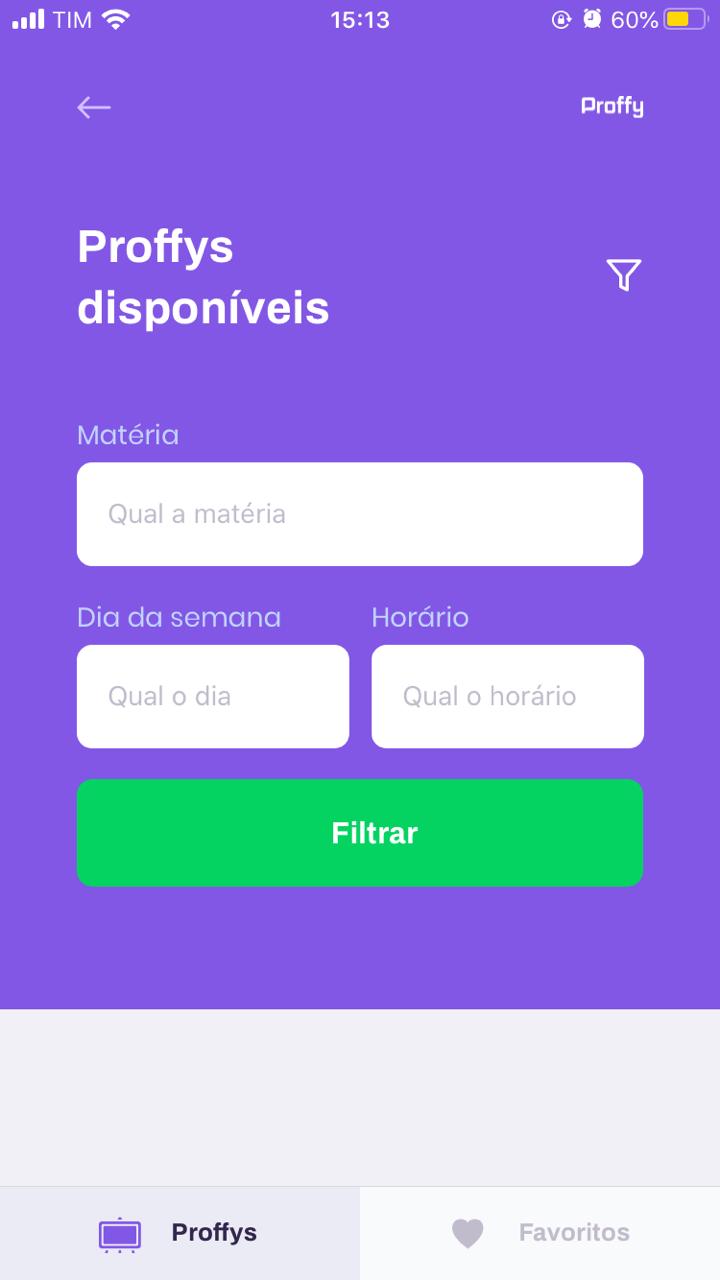 TIM 15:13 60%
Proffy
Proffys
disponíveis
Matéria
Qual a matéria
Dia da semana Horário
Qual o dia Qual o horário
Filtrar
Proffys Favoritos